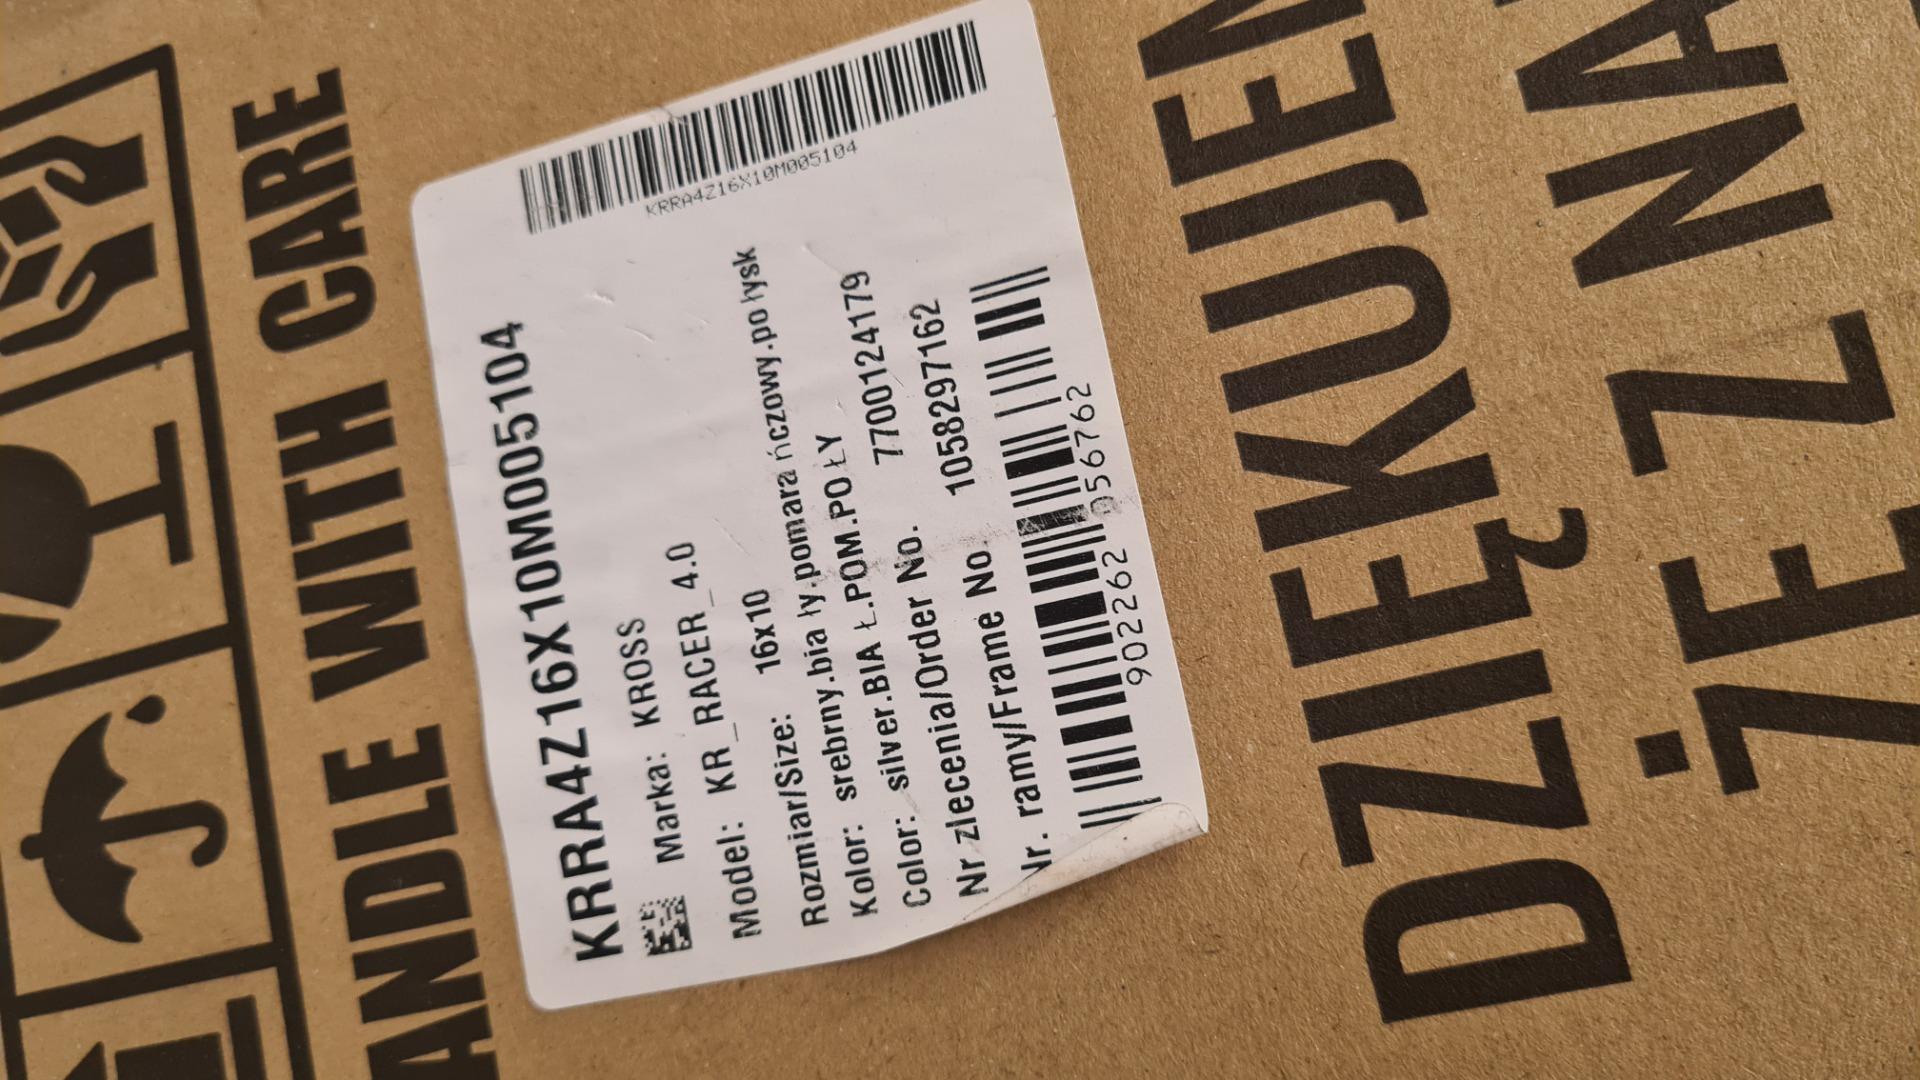 HANDLE WITH CARE
KRRA4Z16X10M005104
KRRA4Z16X10M005104
Marka: KROSS
Model: KR_RACER_4.0
Rozmiar/Size: 16x10
Kolor: srebrny.bia ły.pomara ńczowy.po łysk
Color: silver.BIA Ł.POM.PO ŁY
Nr zlecenia/Order No. 7700124179
Nr. ramy/Frame No. 1058297162
902262 056762
DZIĘKUJEM
ŻE Z NA